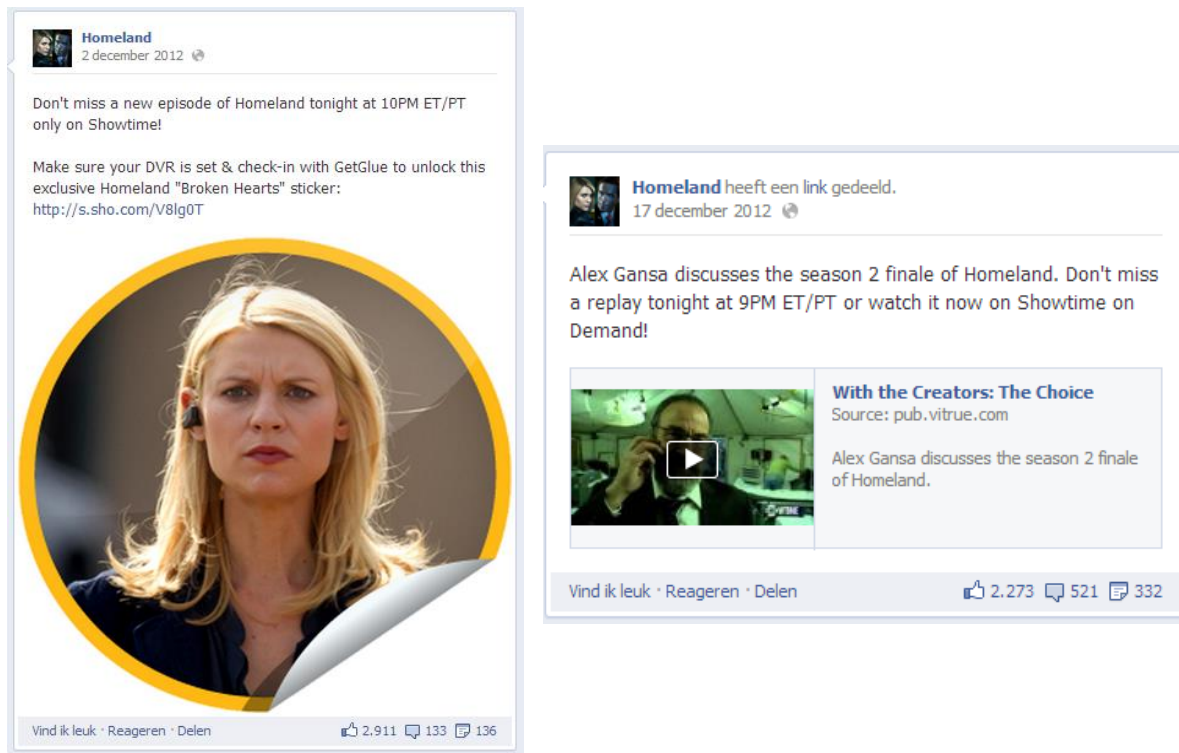 Homeland
2 december 2012
Don't miss a new episode of Homeland tonight at 10PM ET/PT
only on Showtime!
Make sure your DVR is set & check-in with GetGlue to unlock this
exclusive Homeland "Broken Hearts" sticker:
http://s.sho.com/V8lg0T
Vind ik leuk · Reageren · Delen 2.911 133 136
Homeland heeft een link gedeeld.
17 december 2012
Alex Gansa discusses the season 2 finale of Homeland. Don't miss
a replay tonight at 9PM ET/PT or watch it now on Showtime on
Demand!
With the Creators: The Choice
Source: pub.vitrue.com
Alex Gansa discusses the season 2 finale
of Homeland.
Vind ik leuk · Reageren · Delen 2.273 521 332